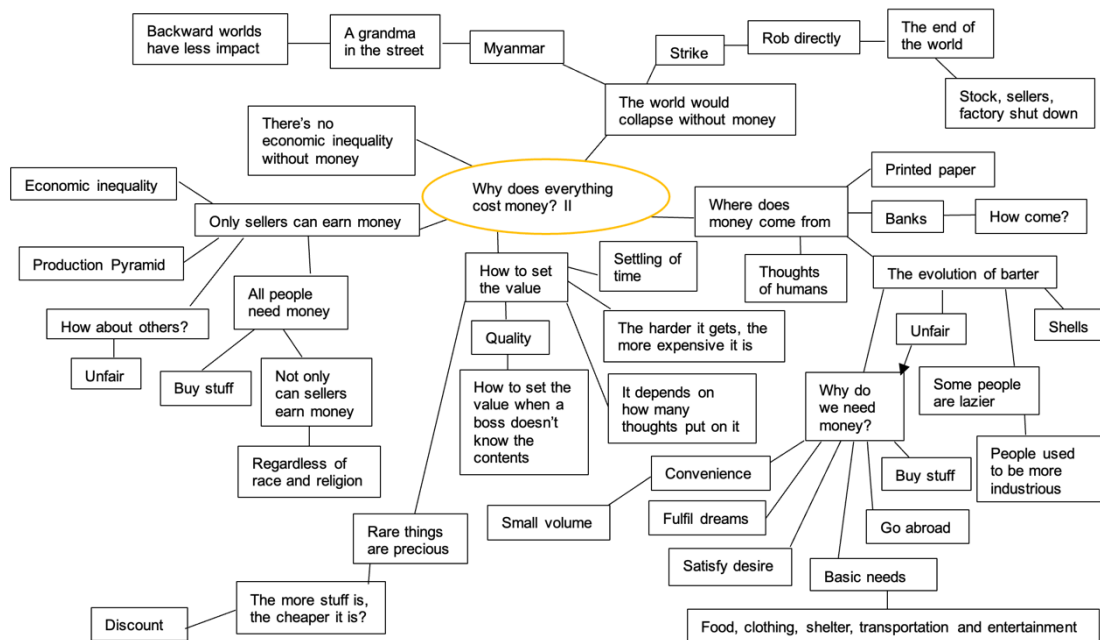 Backward worlds
have less impact
A grandma
in the street
Myanmar
Strike
Rob directly
The end of
the world
Stock, sellers,
factory shut down
The world would
collapse without money
There's no
economic inequality
without money
Why does everything
cost money? II
Economic inequality
Only sellers can earn money
Production Pyramid
How about others?
Unfair
All people
need money
Buy stuff
Not only
can sellers
earn money
Regardless of
race and religion
How to set
the value
Settling of
time
Quality
The harder it gets, the
more expensive it is
How to set the
value when a
boss doesn't
know the
contents
It depends on
how many
thoughts put on it
Rare things
are precious
The more stuff is,
the cheaper it is?
Discount
Where does
money come from
Printed paper
Banks
How come?
Thoughts
of humans
The evolution of barter
Unfair
Shells
Some people
are lazier
People used
to be more
industrious
Why do
we need
money?
Convenience
Small volume
Fulfil dreams
Satisfy desire
Buy stuff
Go abroad
Basic needs
Food, clothing, shelter, transportation and entertainment